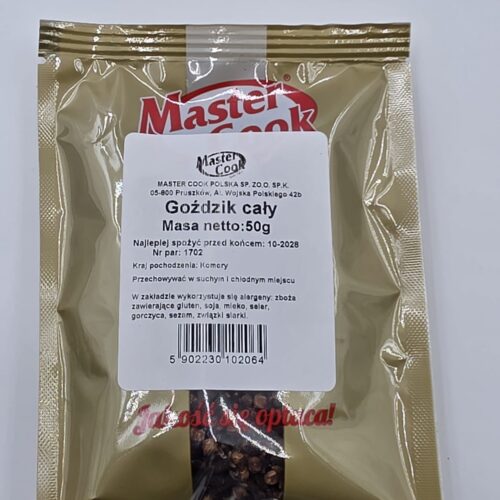 Master
Cook
Master
Cook
MASTER COOK POLSKA SP. ZO.O. SP.K.
05-800 Pruszków, Al. Wojska Polskiego 42b
Goździk cały
Masa netto:50g
Najlepiej spożyć przed końcem: 10-2028
Nr par: 1702
Kraj pochodzenia: Komory
Przechowywać w suchym i chłodnym miejscu
W zakładzie wykorzystuje się alergeny: zboża
zawierające gluten, soja, mleko, seler,
gorczyca, sezam, związki siarki.
5 902230 102064
Jakość się opłaca!